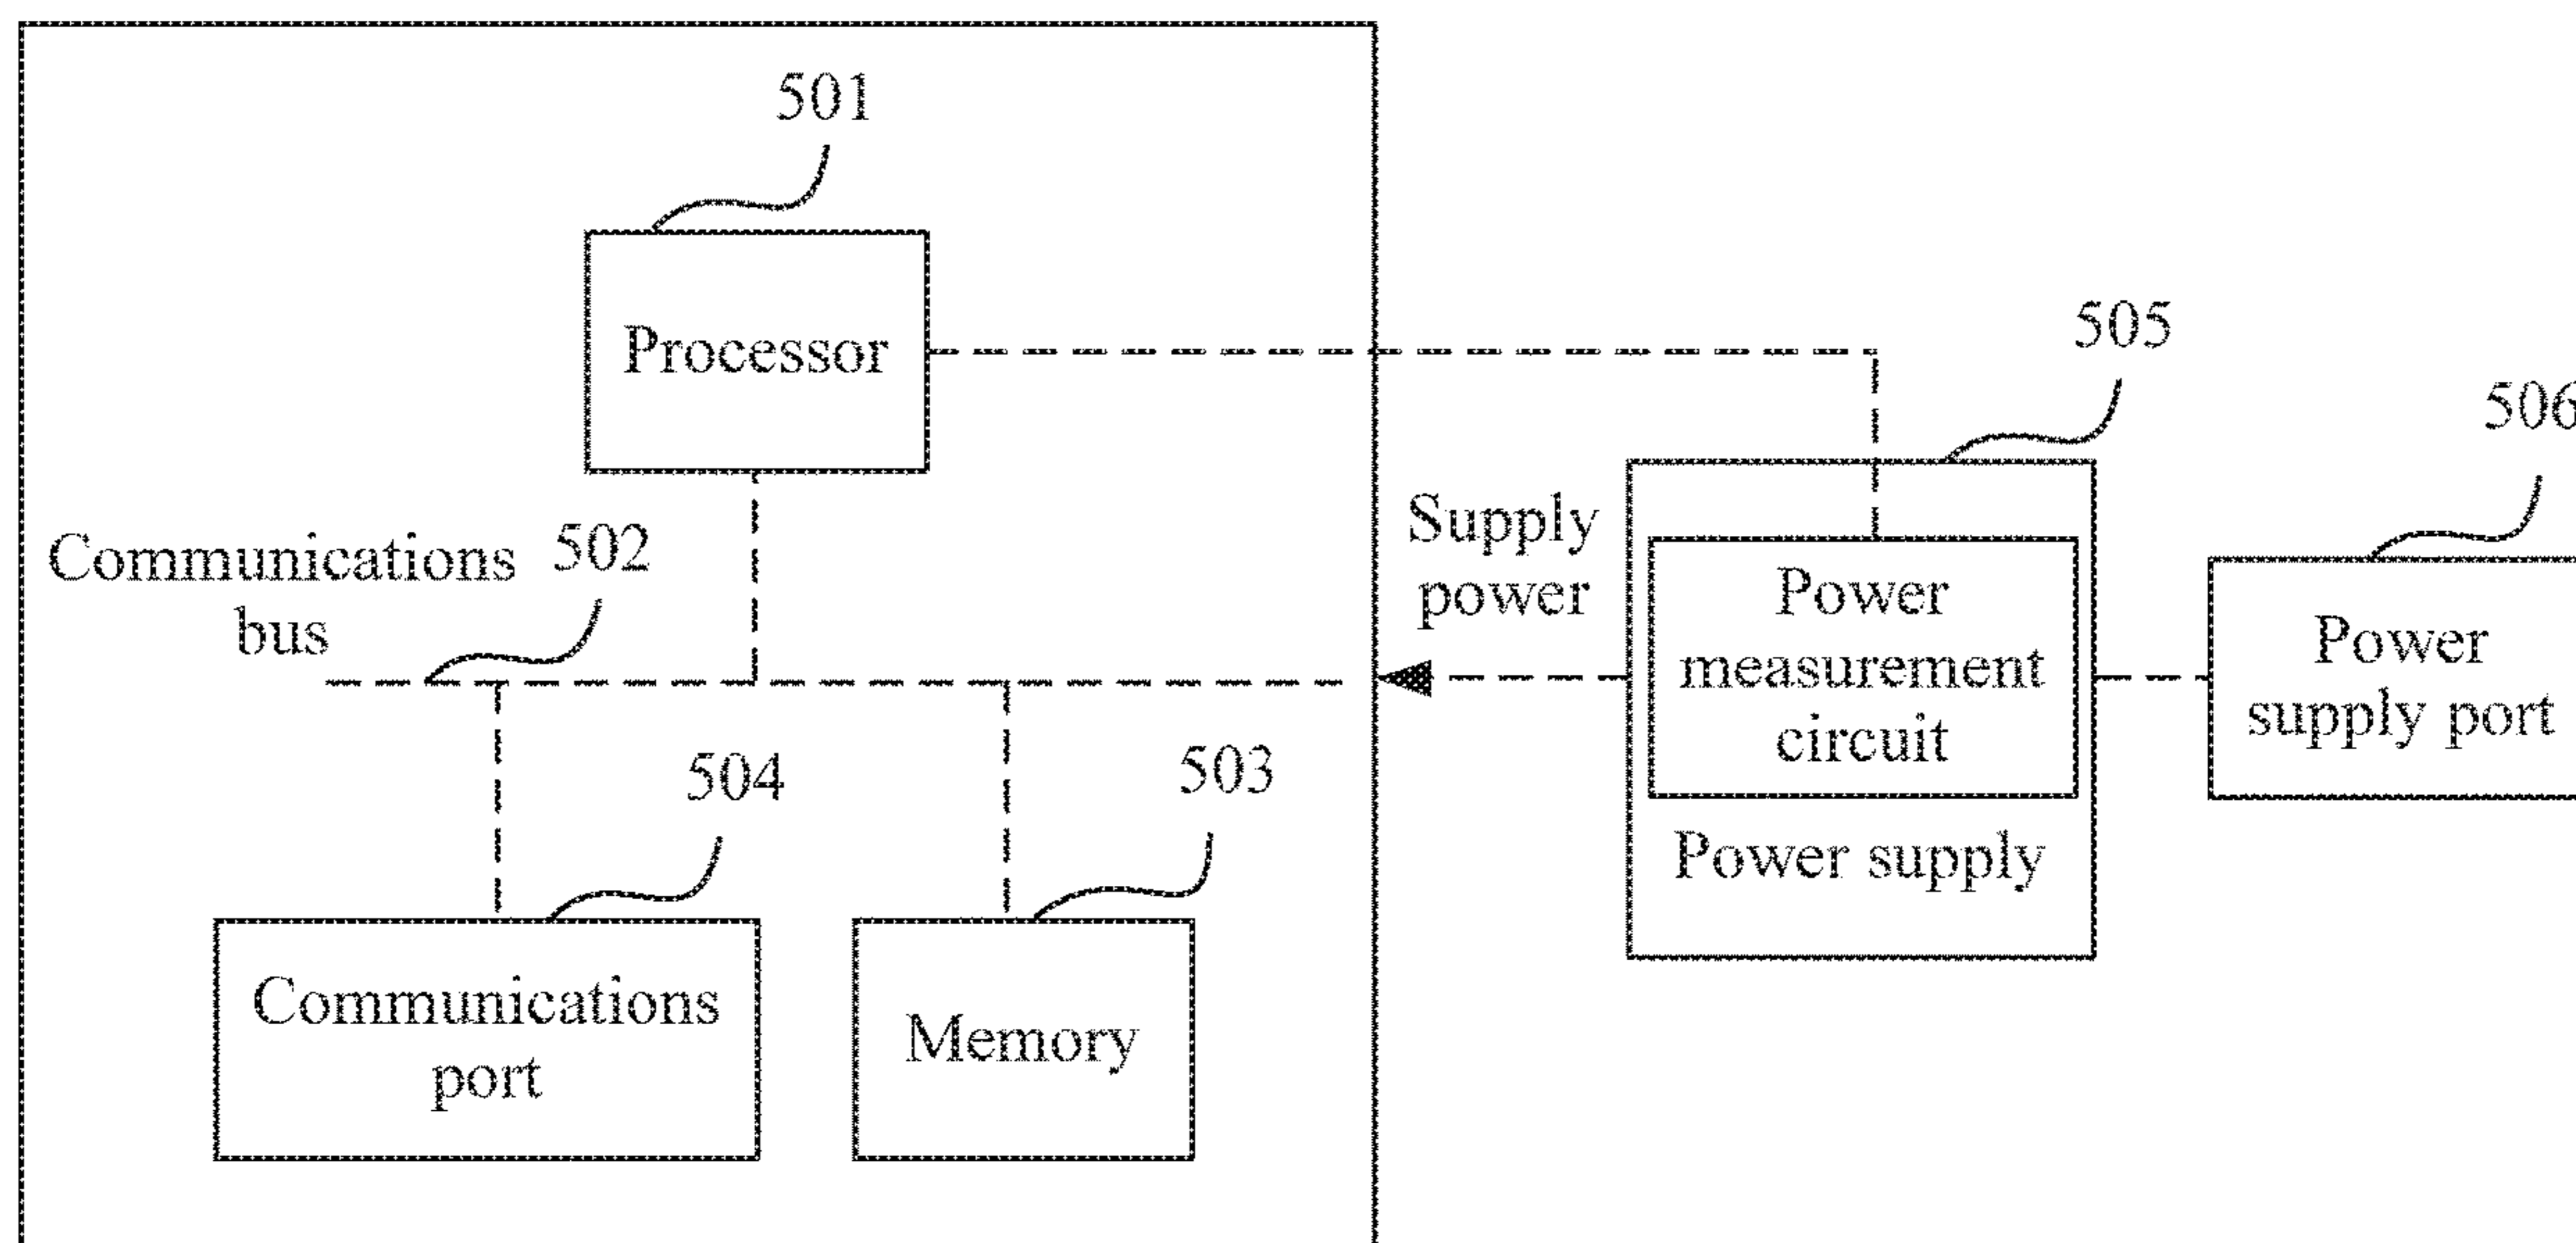 501
Processor
505
506
Communications
bus
502
Supply
power
Power
measurement
circuit
Power supply
Power
supply port
504
503
Communications
port
Memory